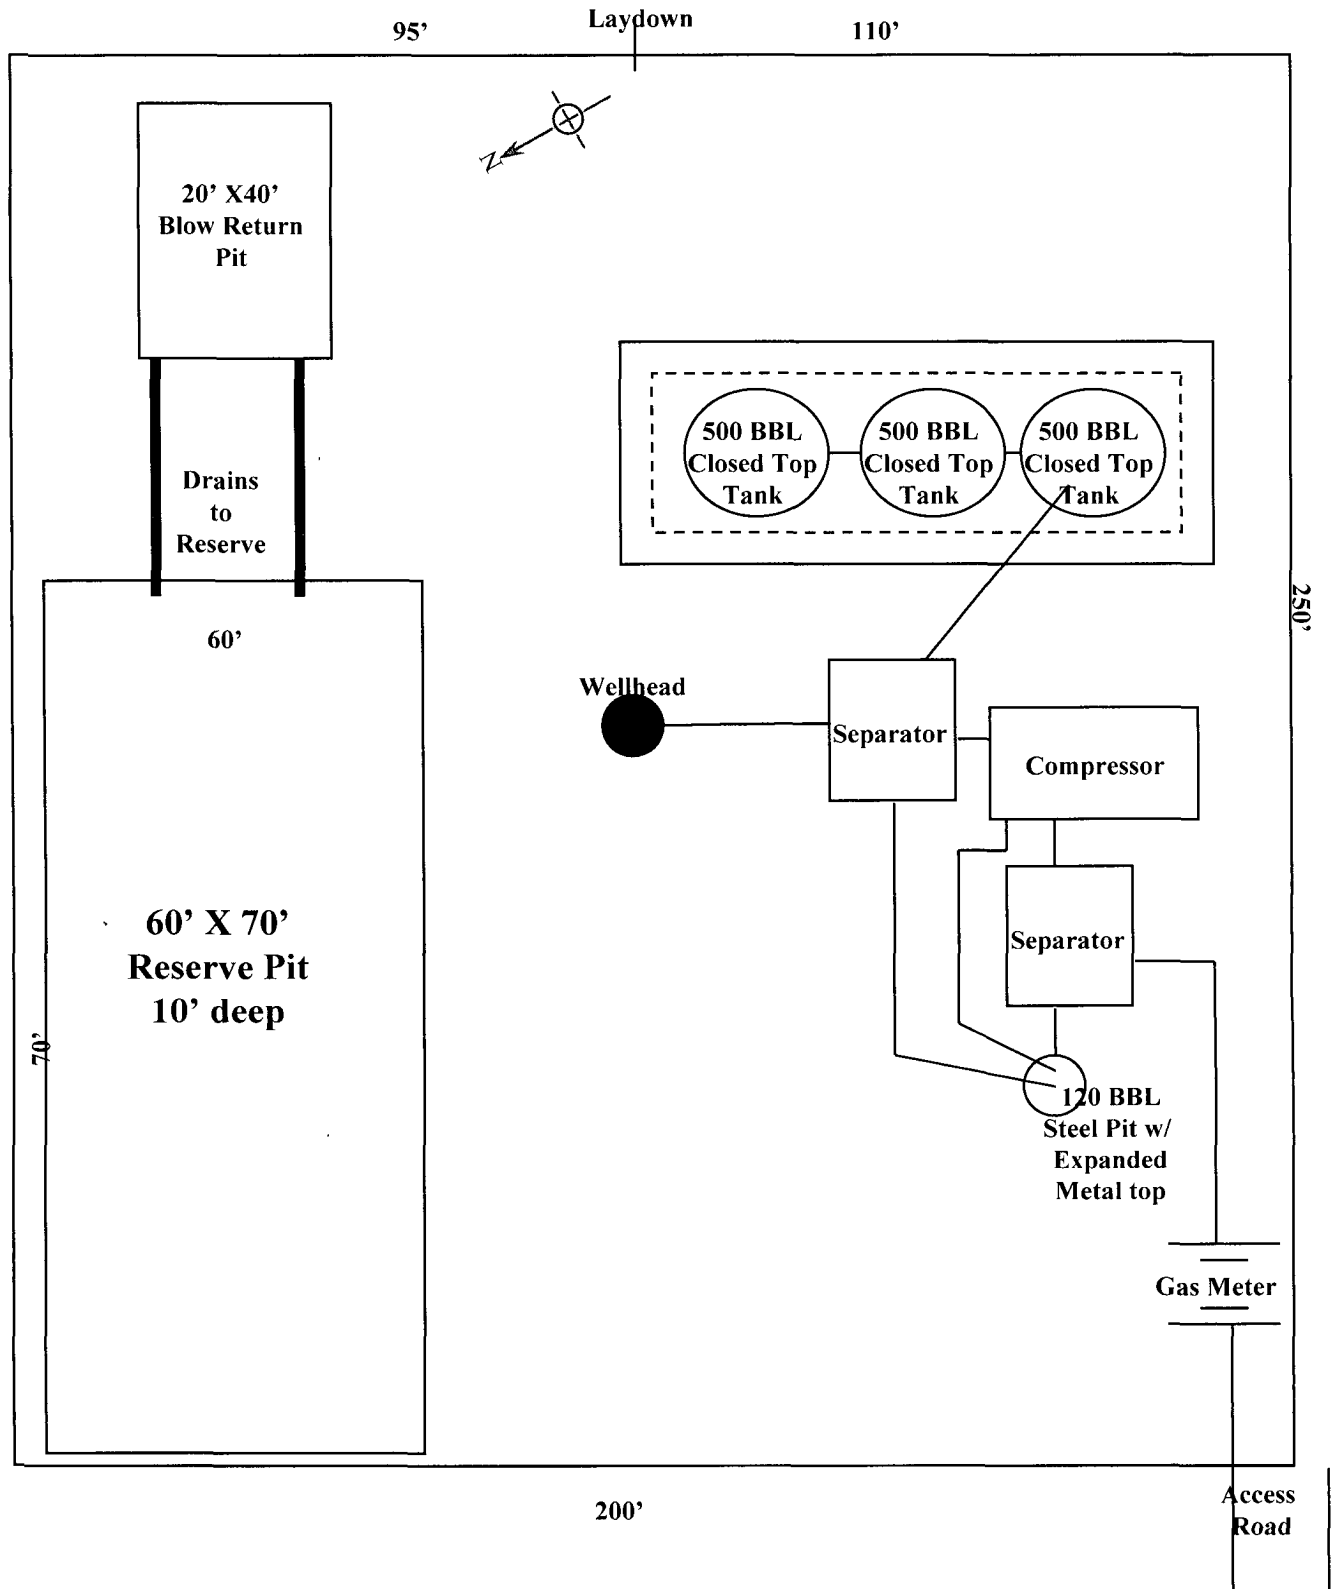 Laydown
95’
110’
N
20’ X40’
Blow Return
Pit
500 BBL
Closed Top
Tank
500 BBL
Closed Top
Tank
500 BBL
Closed Top
Tank
Drains
to
Reserve
250’
60’
Wellhead
Separator
Compressor
60’ X 70’
Reserve Pit
10’ deep
Separator
70’
120 BBL
Steel Pit w/
Expanded
Metal top
Gas Meter
200’
Access
Road